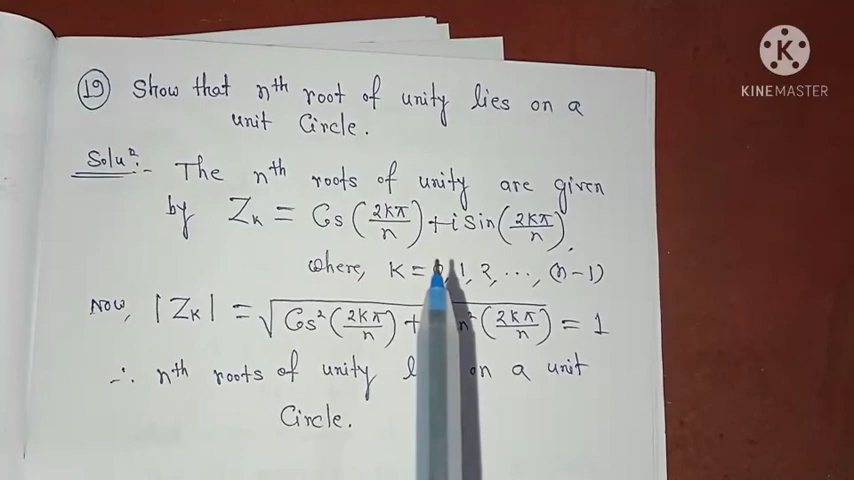 19 Show that nth root of unity lies on a
unit Circle.
Solun:- The nth roots of unity are given
by Zk = Cos(2kπ/n) + i Sin(2kπ/n).
where, K = , 1, 2, ..., (n-1)
Now, |Zk| = √Cos²(2kπ/n) + n²(2kπ/n) = 1
∴ nth roots of unity l on a unit
Circle.
K
KINEMASTER